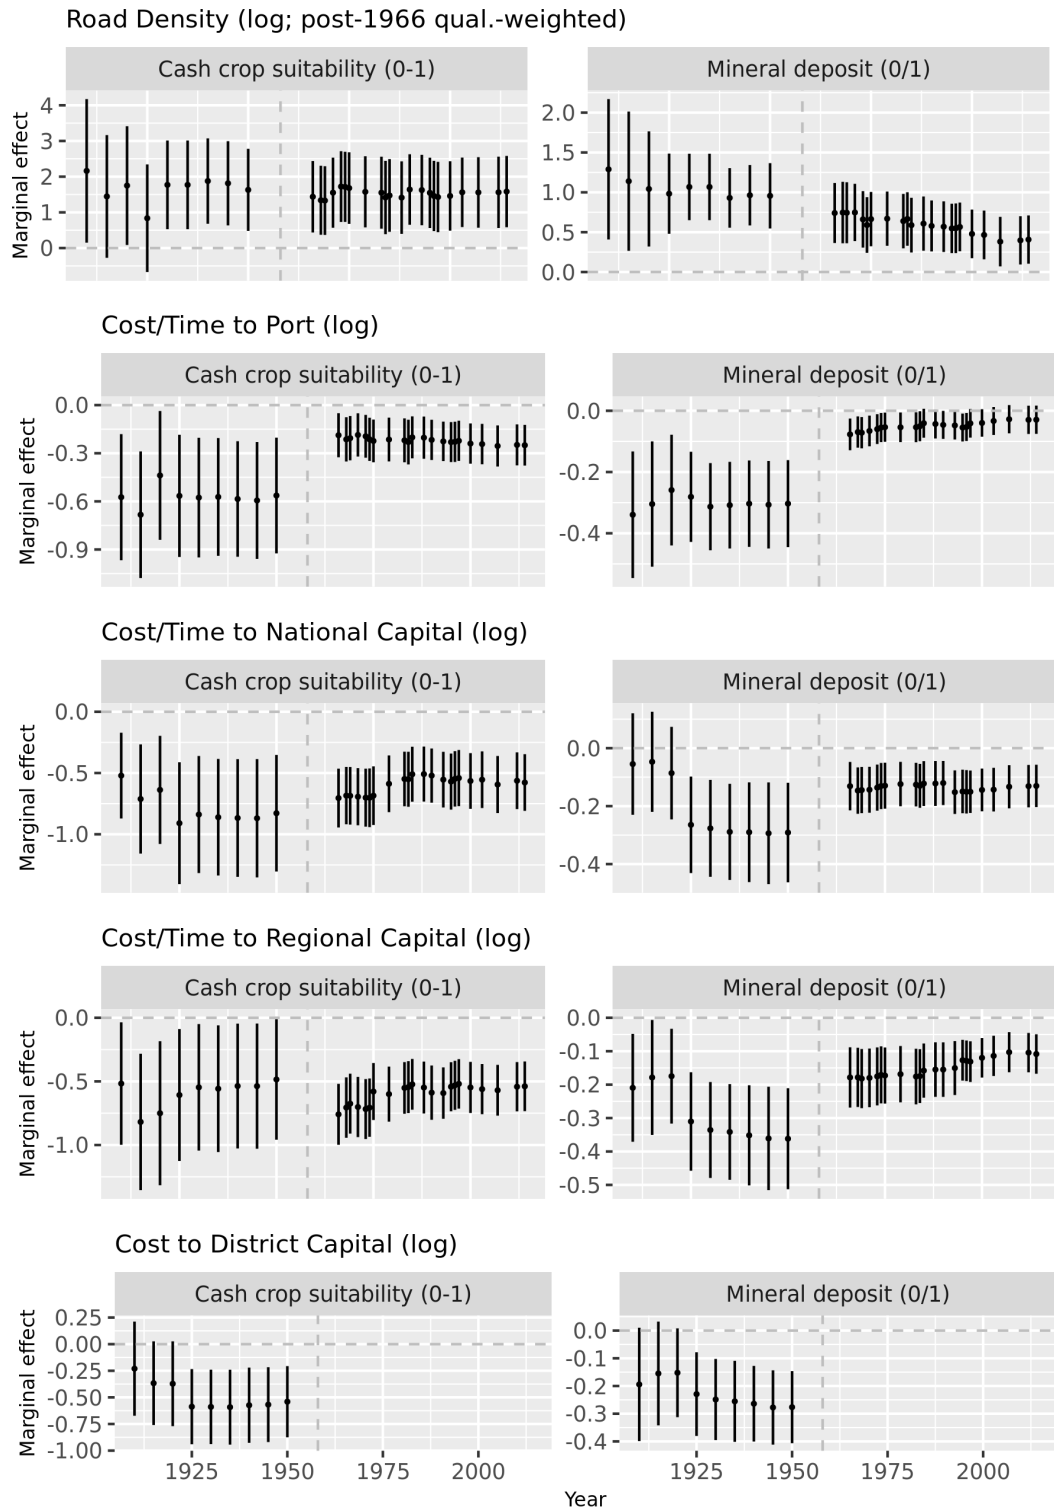 Road Density (log; post-1966 qual.-weighted)
Cash crop suitability (0-1)
Mineral deposit (0/1)
Marginal effect
4
3
2
1
0
2.0
1.5
1.0
0.5
0.0
Cost/Time to Port (log)
Cash crop suitability (0-1)
Mineral deposit (0/1)
Marginal effect
0.0
-0.3
-0.6
-0.9
0.0
-0.2
-0.4
Cost/Time to National Capital (log)
Cash crop suitability (0-1)
Mineral deposit (0/1)
Marginal effect
0.0
-0.5
-1.0
0.0
-0.2
-0.4
Cost/Time to Regional Capital (log)
Cash crop suitability (0-1)
Mineral deposit (0/1)
Marginal effect
0.0
-0.5
-1.0
0.0
-0.1
-0.2
-0.3
-0.4
-0.5
Cost to District Capital (log)
Cash crop suitability (0-1)
Mineral deposit (0/1)
Marginal effect
0.25
0.00
-0.25
-0.50
-0.75
-1.00
0.0
-0.1
-0.2
-0.3
-0.4
1925 1950 1975 2000
1925 1950 1975 2000
Year